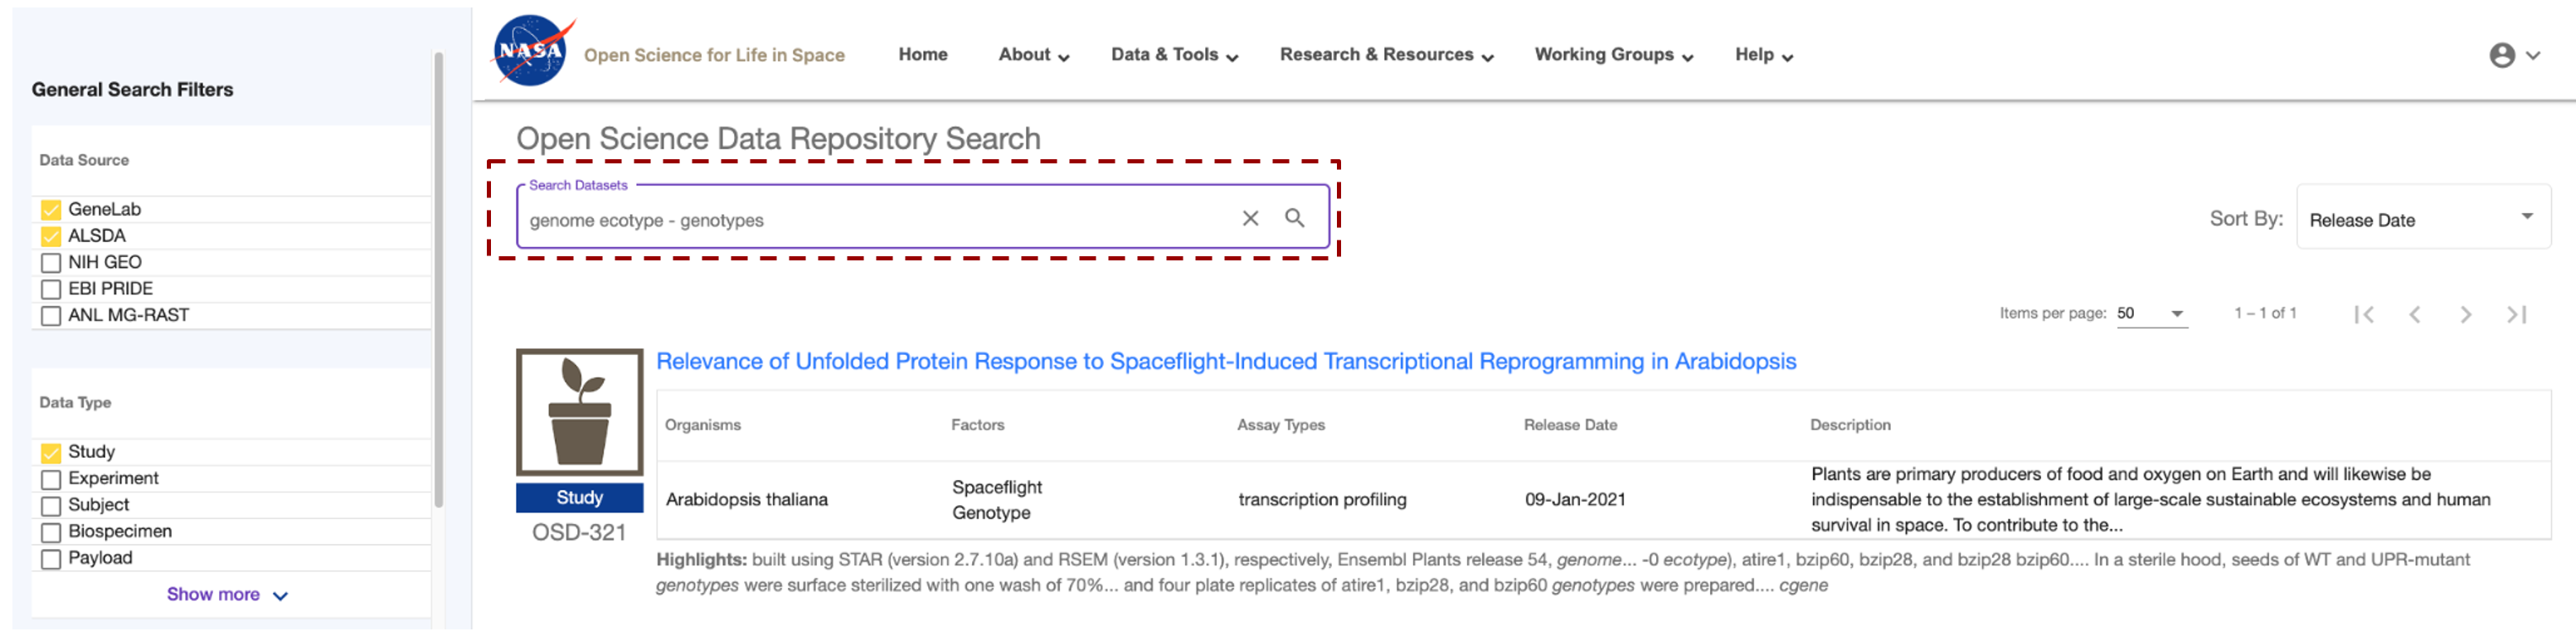 General Search Filters
Data Source
GeneLab
ALSDA
NIH GEO
EBI PRIDE
ANL MG-RAST
Data Type
Study
Experiment
Subject
Biospecimen
Payload
Show more
NASA
Open Science for Life in Space
Home
About
Data & Tools
Research & Resources
Working Groups
Help
Open Science Data Repository Search
Search Datasets
genome ecotype - genotypes
Sort By:
Release Date
Items per page: 50
1 – 1 of 1
Study
OSD-321
Relevance of Unfolded Protein Response to Spaceflight-Induced Transcriptional Reprogramming in Arabidopsis
Organisms
Factors
Assay Types
Release Date
Description
Arabidopsis thaliana
Spaceflight
Genotype
transcription profiling
09-Jan-2021
Plants are primary producers of food and oxygen on Earth and will likewise be
indispensable to the establishment of large-scale sustainable ecosystems and human
survival in space. To contribute to the...
Highlights: built using STAR (version 2.7.10a) and RSEM (version 1.3.1), respectively, Ensembl Plants release 54, genome... -0 ecotype), atire1, bzip60, bzip28, and bzip28 bzip60.... In a sterile hood, seeds of WT and UPR-mutant
genotypes were surface sterilized with one wash of 70%... and four plate replicates of atire1, bzip28, and bzip60 genotypes were prepared.... cgene